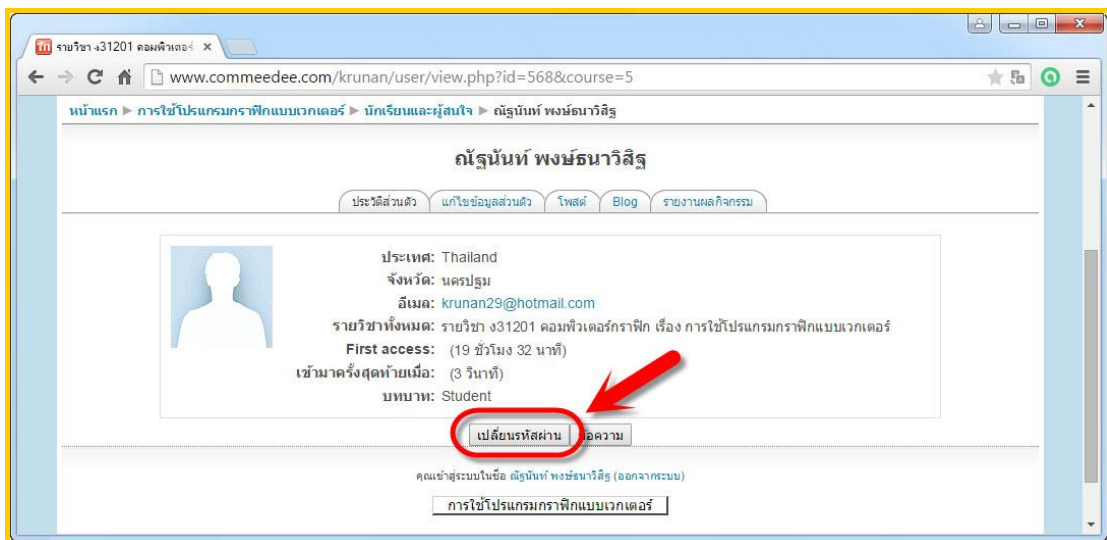 รายวิชา ง31201 คอมพิวเตอร์
www.commeedee.com/krunan/user/view.php?id=568&course=5
หน้าแรก ► การใช้โปรแกรมกราฟิกแบบเวกเตอร์ ► นักเรียนและผู้สนใจ ► ณัฐนันท์ พงษ์ธนาวิสิฐ
ณัฐนันท์ พงษ์ธนาวิสิฐ
ประวัติส่วนตัว แก้ไขข้อมูลส่วนตัว โพสต์ Blog รายงานผลกิจกรรม
ประเทศ: Thailand
จังหวัด: นครปฐม
อีเมล: krunan29@hotmail.com
รายวิชาทั้งหมด: รายวิชา ง31201 คอมพิวเตอร์กราฟิก เรื่อง การใช้โปรแกรมกราฟิกแบบเวกเตอร์
First access: (19 ชั่วโมง 32 นาที)
เข้ามาครั้งสุดท้ายเมื่อ: (3 วินาที)
บทบาท: Student
เปลี่ยนรหัสผ่าน
คุณเข้าสู่ระบบในชื่อ ณัฐนันท์ พงษ์ธนาวิสิฐ (ออกจากระบบ)
การใช้โปรแกรมกราฟิกแบบเวกเตอร์